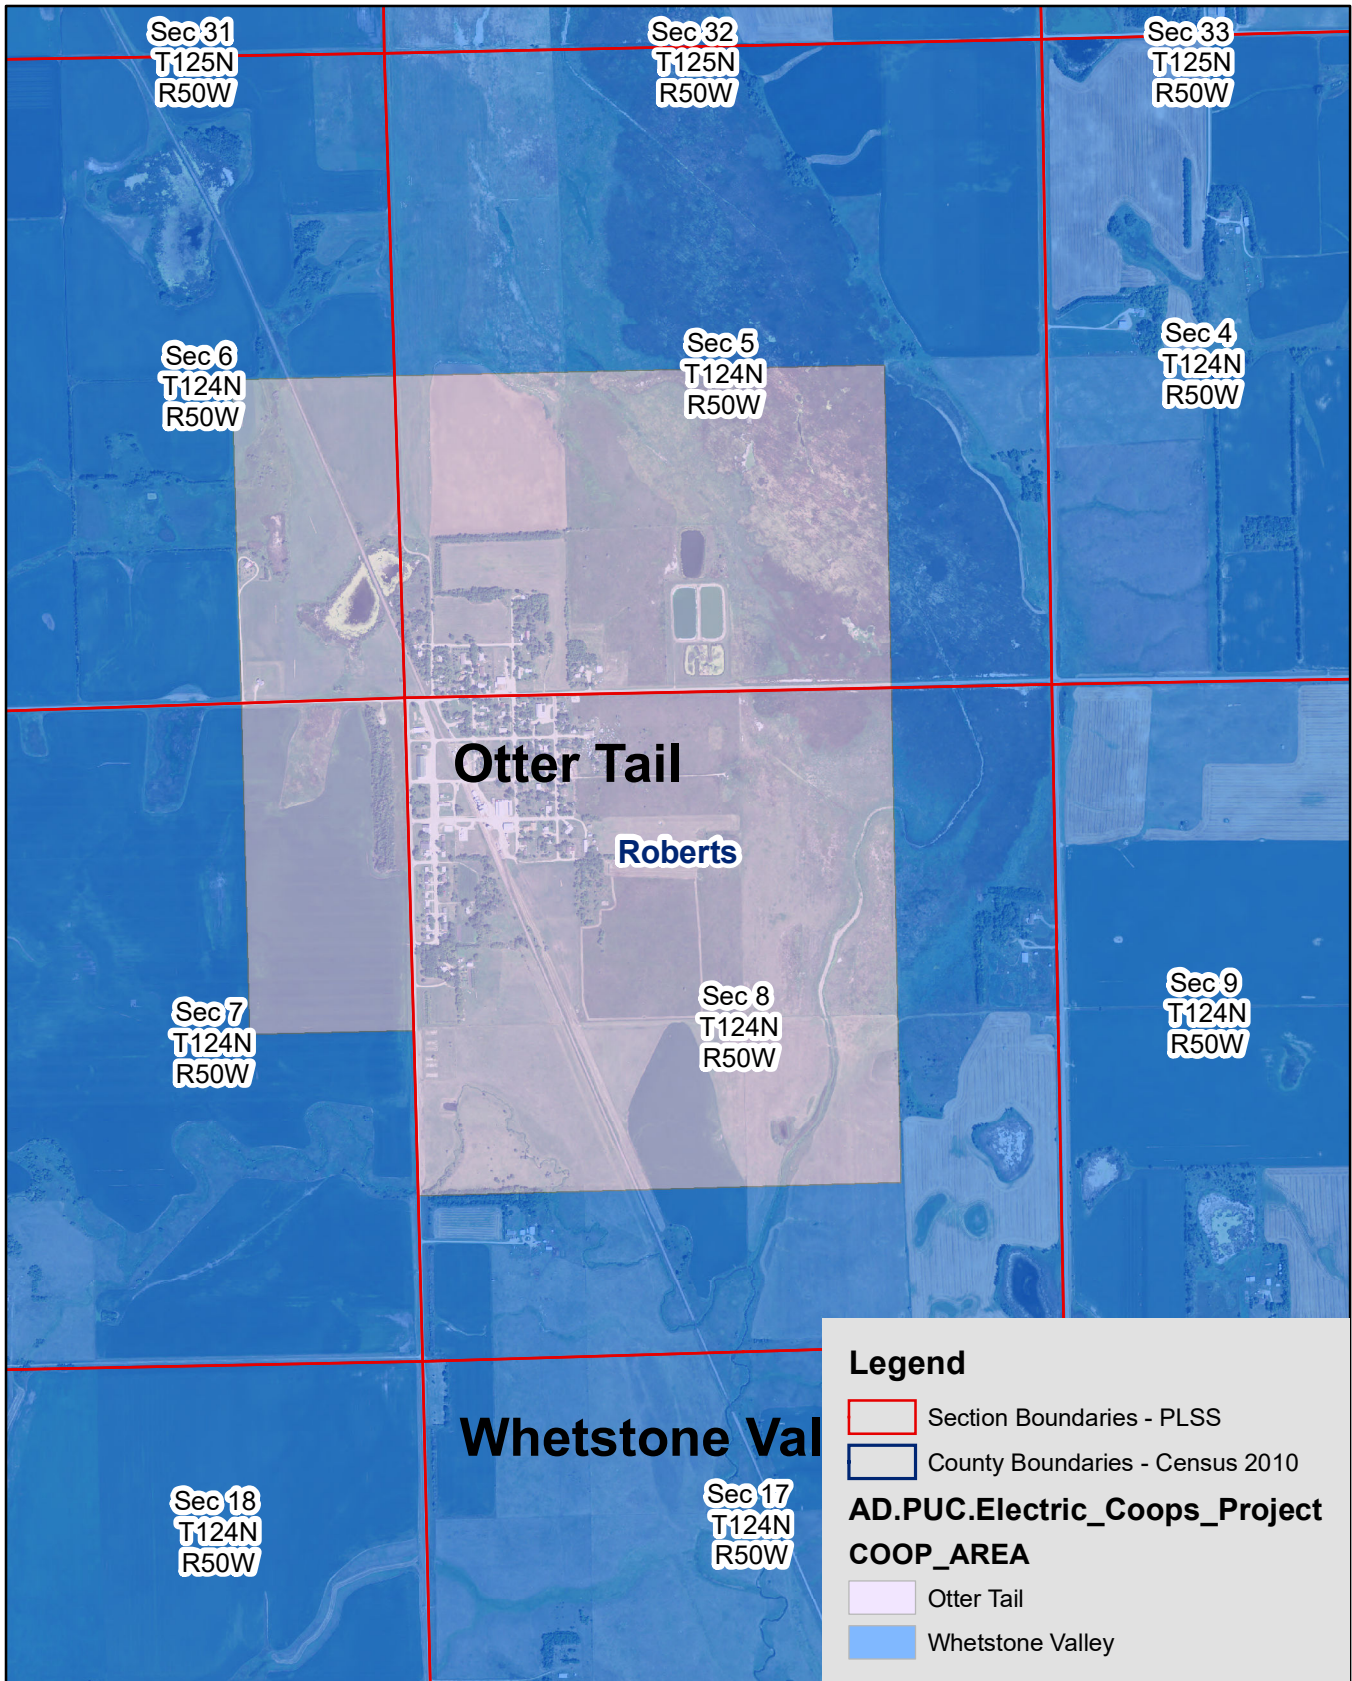 Sec 31
T125N
R50W
Sec 32
T125N
R50W
Sec 33
T125N
R50W
Sec 6
T124N
R50W
Sec 5
T124N
R50W
Sec 4
T124N
R50W
Otter Tail
Roberts
Sec 7
T124N
R50W
Sec 8
T124N
R50W
Sec 9
T124N
R50W
Whetstone Val
Sec 18
T124N
R50W
Sec 17
T124N
R50W
Legend
Section Boundaries - PLSS
County Boundaries - Census 2010
AD.PUC.Electric_Coops_Project
COOP_AREA
Otter Tail
Whetstone Valley